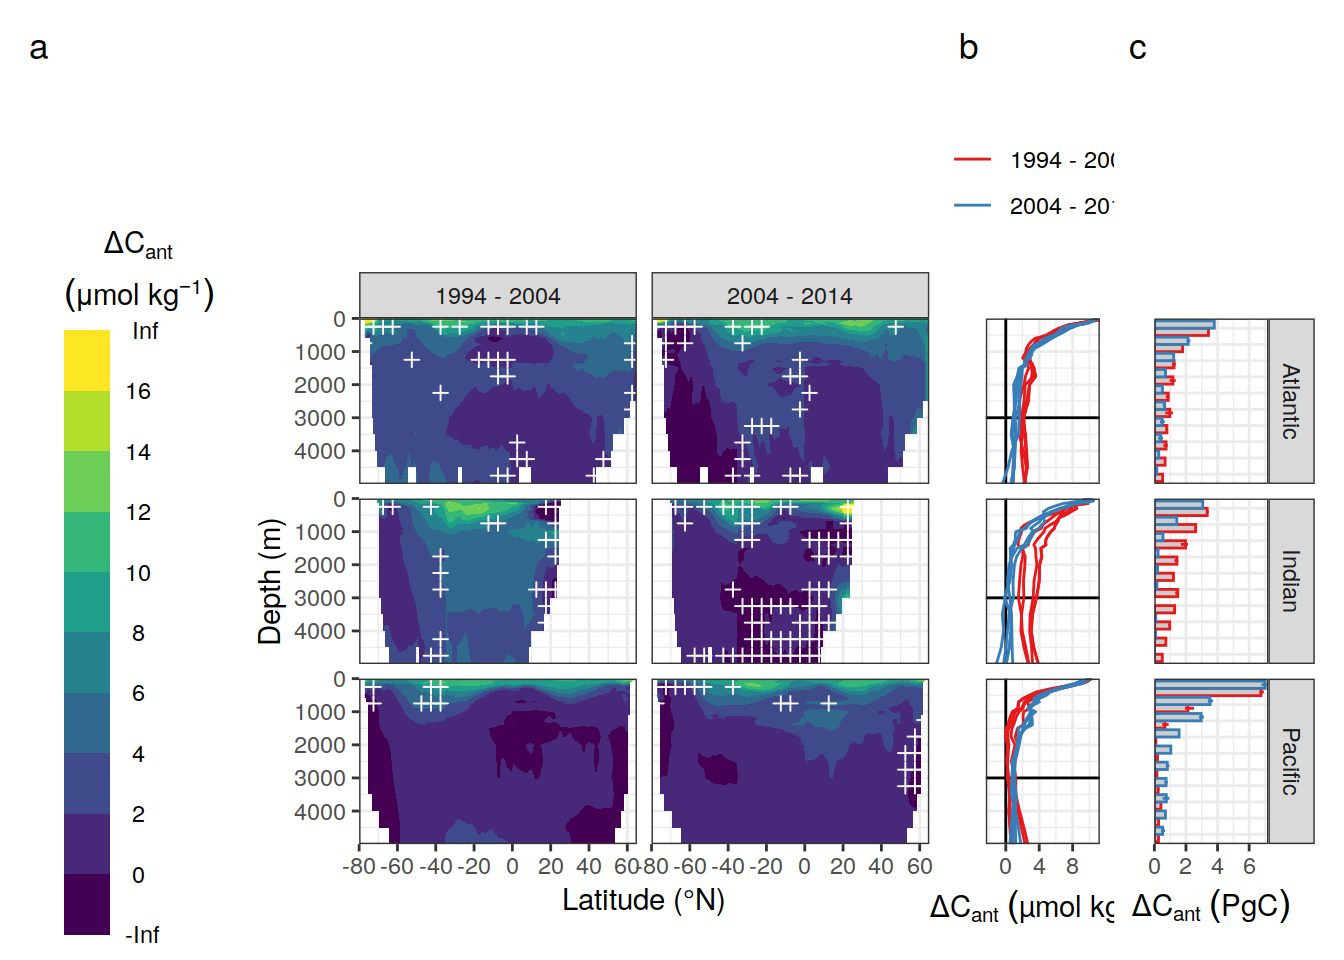 a
b
c
1994 - 200
2004 - 201
ΔCant
(μmol kg−1)
Inf
16
14
12
10
8
6
4
2
0
-Inf
1994 - 2004
2004 - 2014
Depth (m)
0
1000
2000
3000
4000
Atlantic
0
1000
2000
3000
4000
Indian
0
1000
2000
3000
4000
Pacific
-80 -60 -40 -20 0 20 40 60
-80 -60 -40 -20 0 20 40 60
0 4 8
0 2 4 6
Latitude (°N)
ΔCant (μmol kg
ΔCant (PgC)